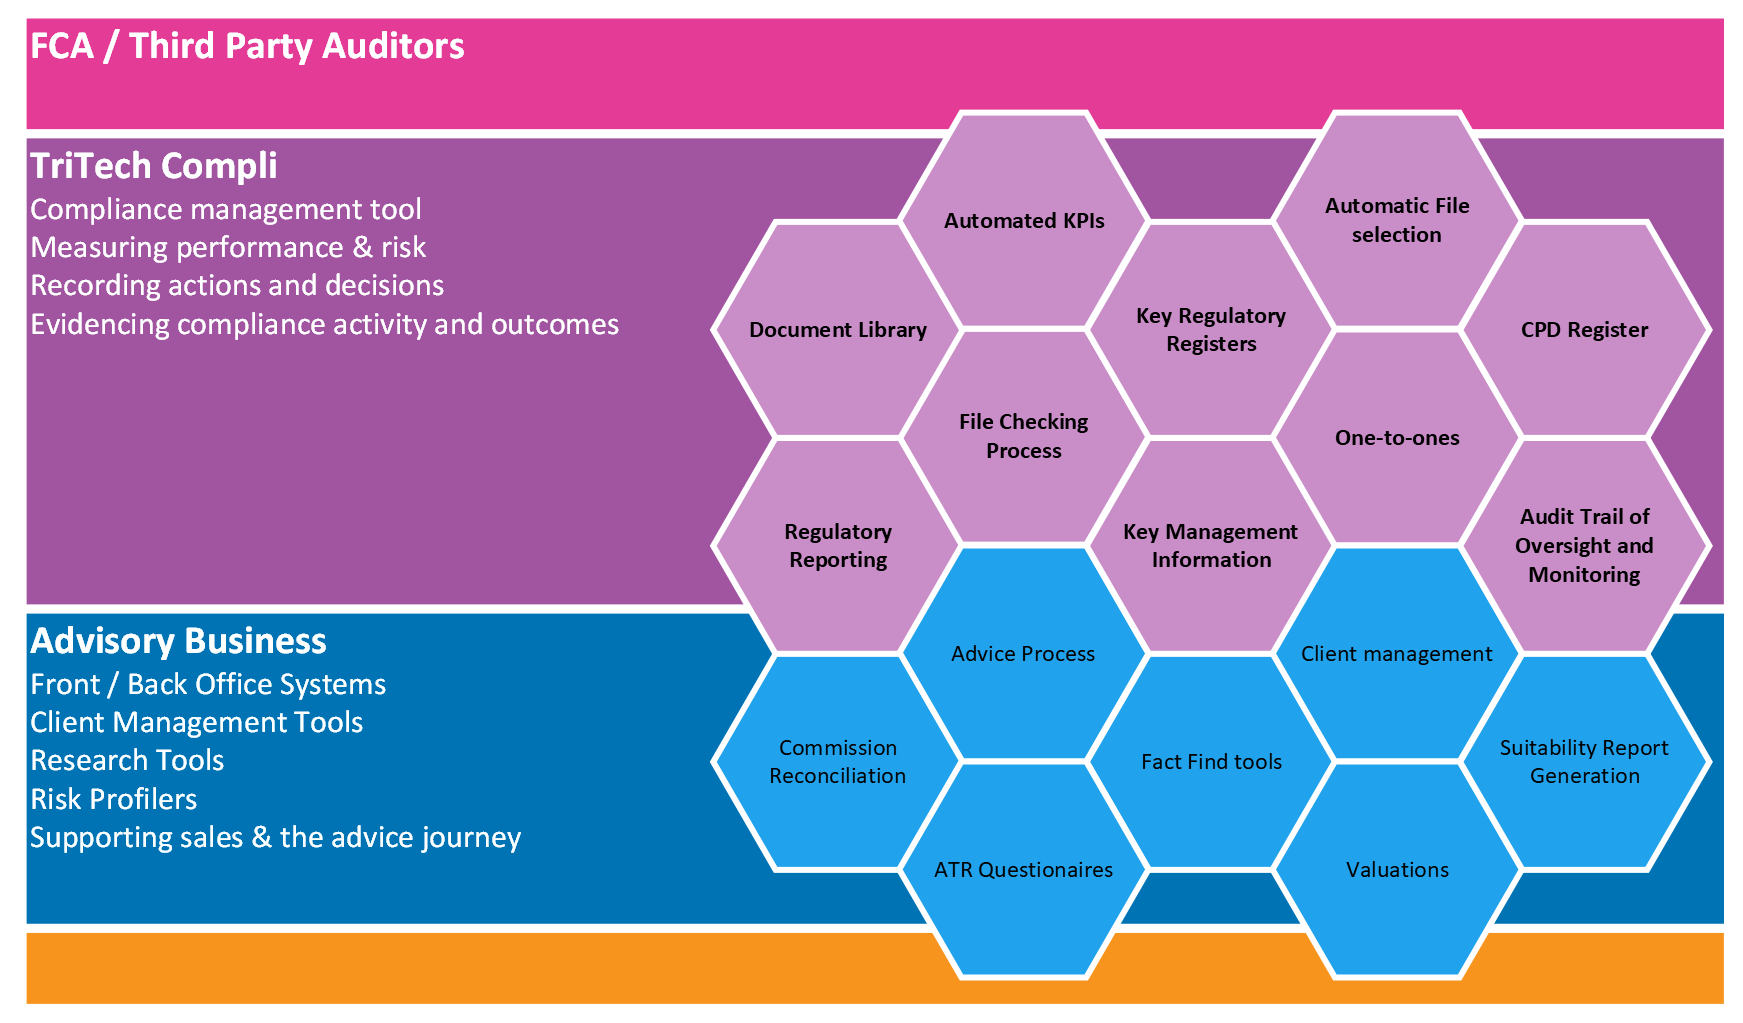 FCA / Third Party Auditors
TriTech Compli
Compliance management tool
Measuring performance & risk
Recording actions and decisions
Evidencing compliance activity and outcomes
Automated KPIs
Automatic File
selection
Document Library
Key Regulatory
Registers
CPD Register
File Checking
Process
One-to-ones
Regulatory
Reporting
Key Management
Information
Audit Trail of
Oversight and
Monitoring
Advisory Business
Front / Back Office Systems
Client Management Tools
Research Tools
Risk Profilers
Supporting sales & the advice journey
Advice Process
Client management
Commission
Reconciliation
Fact Find tools
Suitability Report
Generation
ATR Questionaires
Valuations